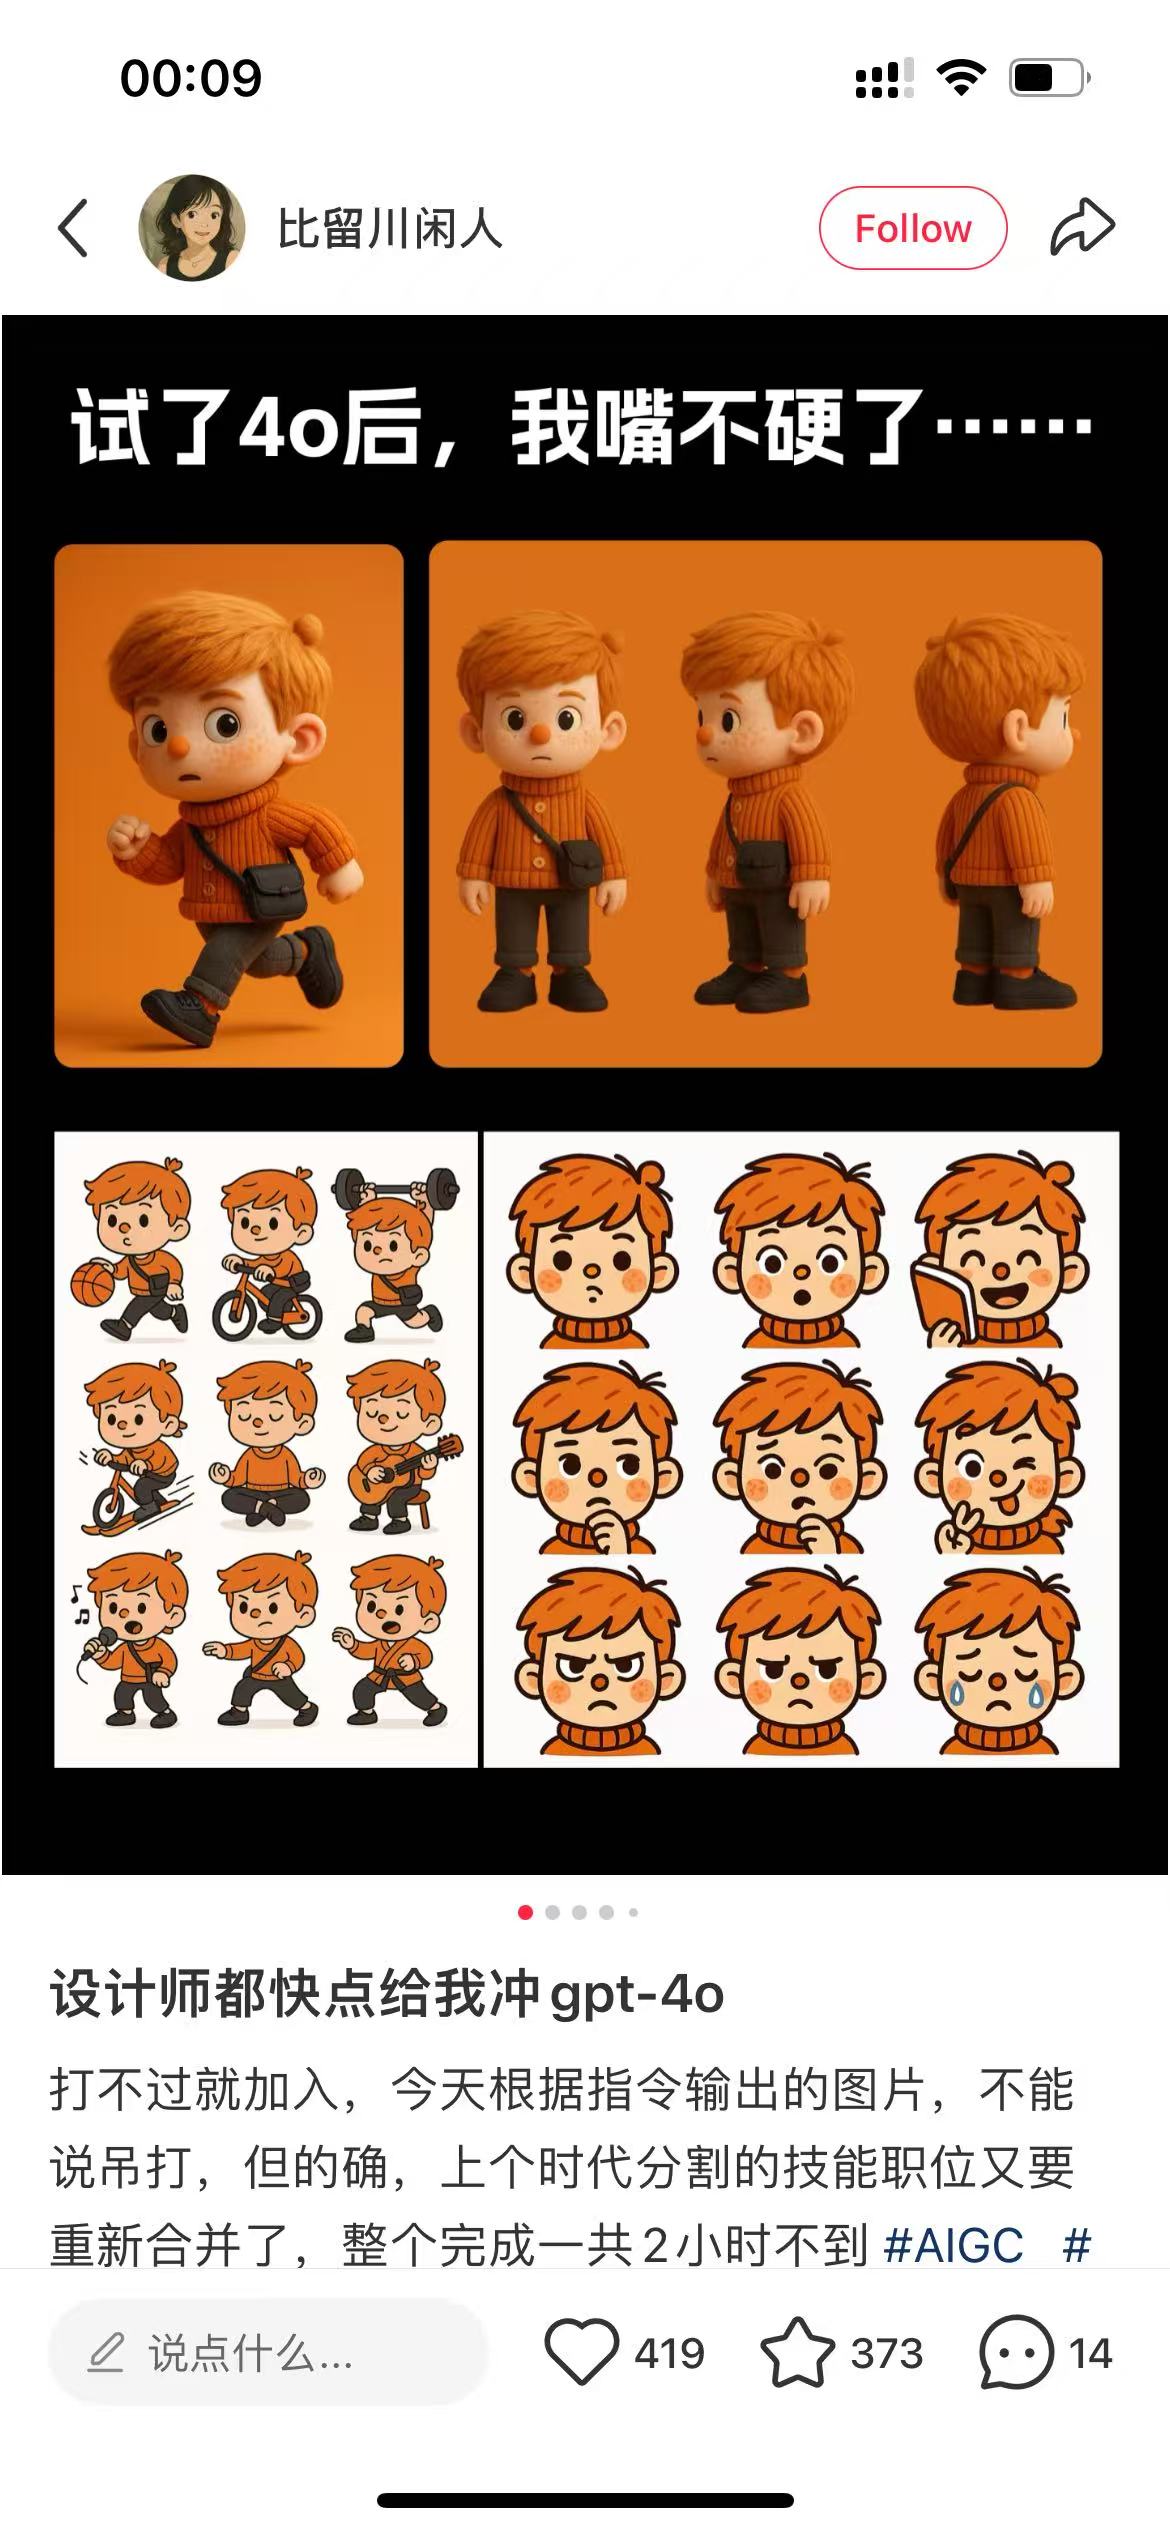 00:09
比留川闲人
Follow
试了4o后，我嘴不硬了……
设计师都快点给我冲gpt-4o
打不过就加入，今天根据指令输出的图片，不能
说吊打，但的确，上个时代分割的技能职位又要
重新合并了，整个完成一共2小时不到 #AIGC #
说点什么...
419
373
14